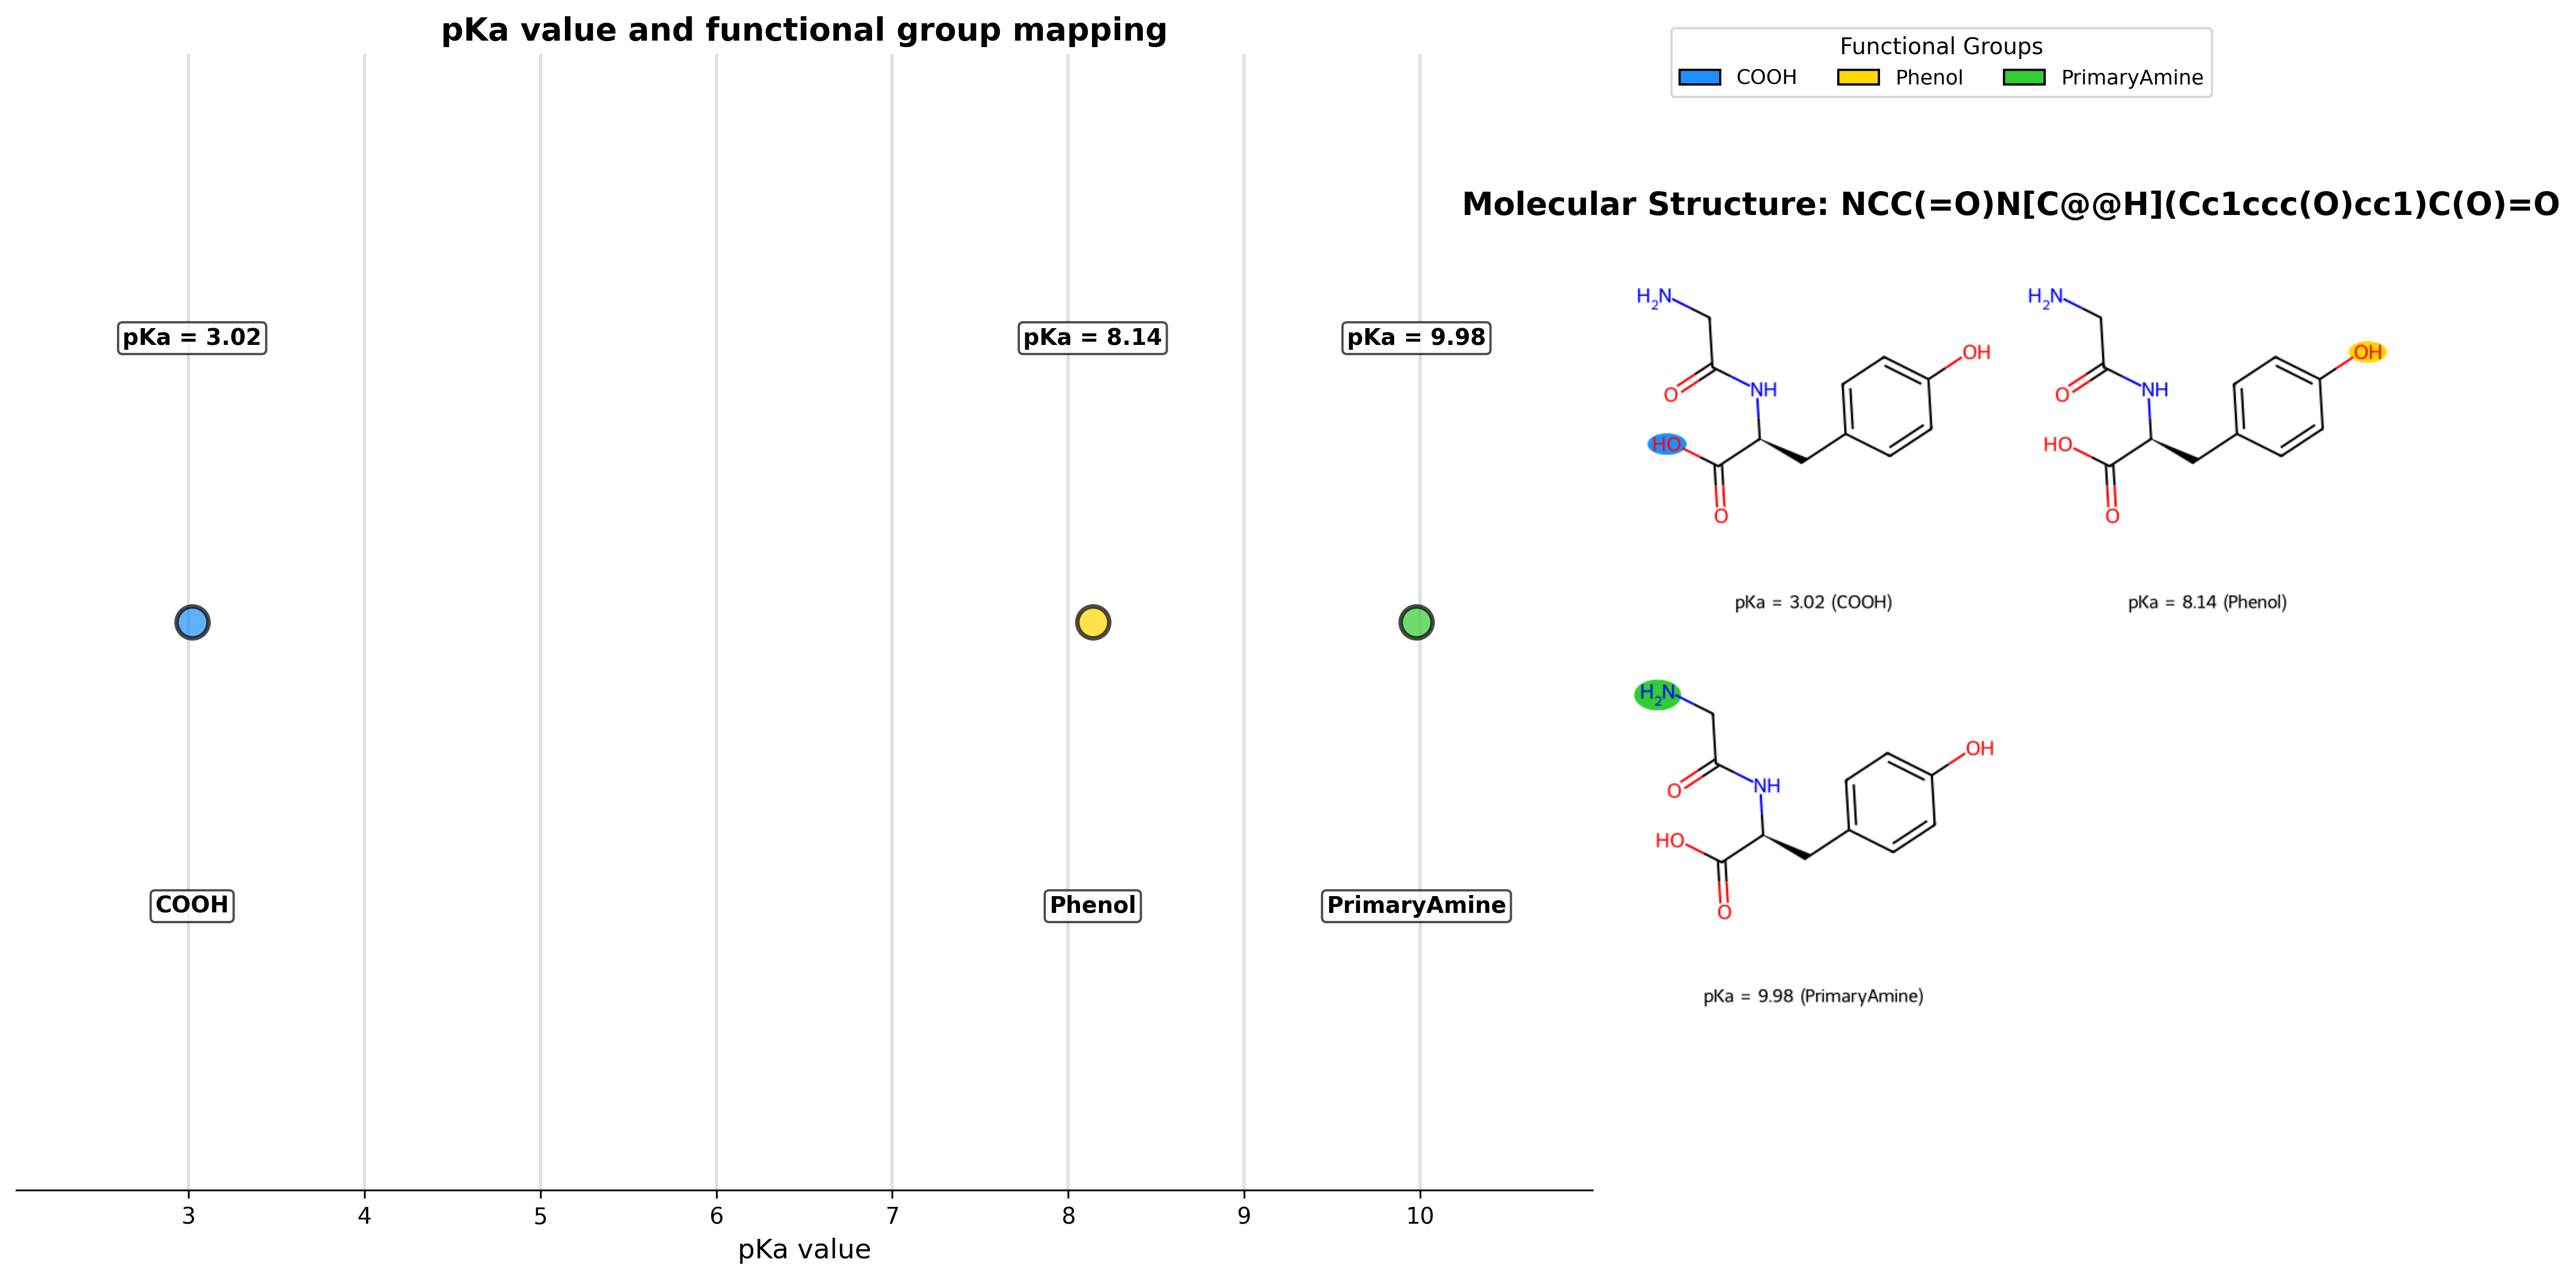 pKa value and functional group mapping
pKa = 3.02
pKa = 8.14
pKa = 9.98
COOH
Phenol
PrimaryAmine
3 4 5 6 7 8 9 10
pKa value
Functional Groups
COOH Phenol PrimaryAmine
Molecular Structure: NCC(=O)N[C@@H](Cc1ccc(O)cc1)C(O)=O
H2N
OH
O
NH
HO
O
pKa = 3.02 (COOH)
H2N
OH
O
NH
HO
O
pKa = 8.14 (Phenol)
H2N
OH
O
NH
HO
O
pKa = 9.98 (PrimaryAmine)